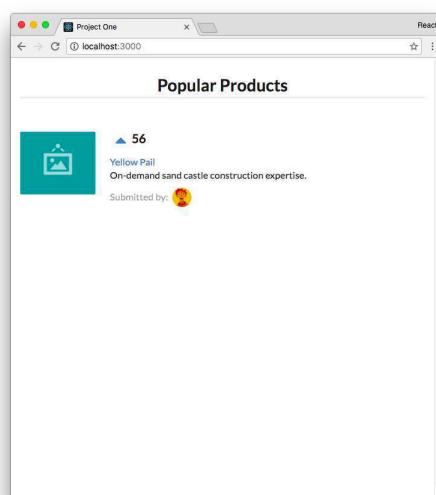 Project One
React
localhost:3000
Popular Products
56
Yellow Pail
On-demand sand castle construction expertise.
Submitted by: